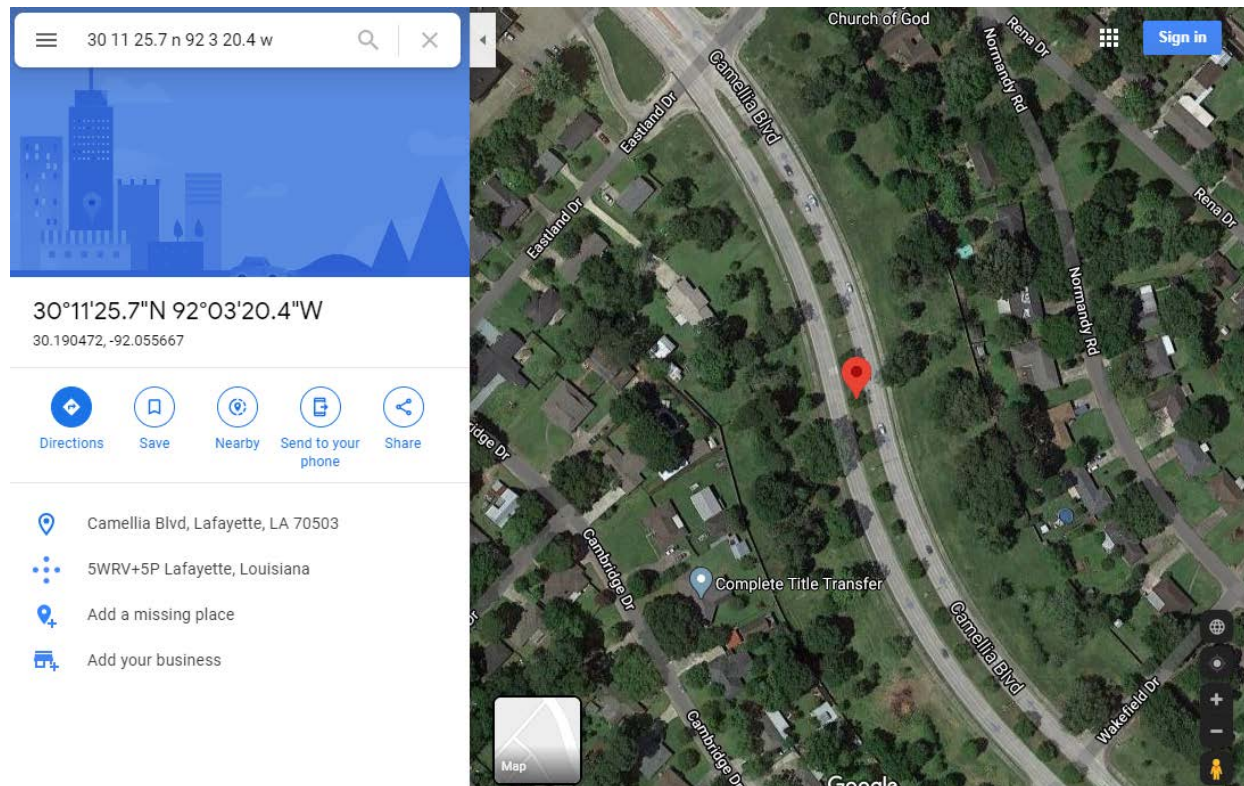 30 11 25.7 n 92 3 20.4 w
30°11'25.7"N 92°03'20.4"W
30.190472, -92.055667
Directions
Save
Nearby
Send to your
phone
Share
Camellia Blvd, Lafayette, LA 70503
5WRV+5P Lafayette, Louisiana
Add a missing place
Add your business
Church of God
Rena Dr
Sign in
Normandy Rd
Camellia Blvd
Eastland Dr
Eastland Dr
Rena Dr
Normandy Rd
ridge Dr
Cambridge Dr
Complete Title Transfer
Camellia Blvd
Wakefield Dr
Cambridge Dr
Map
Google